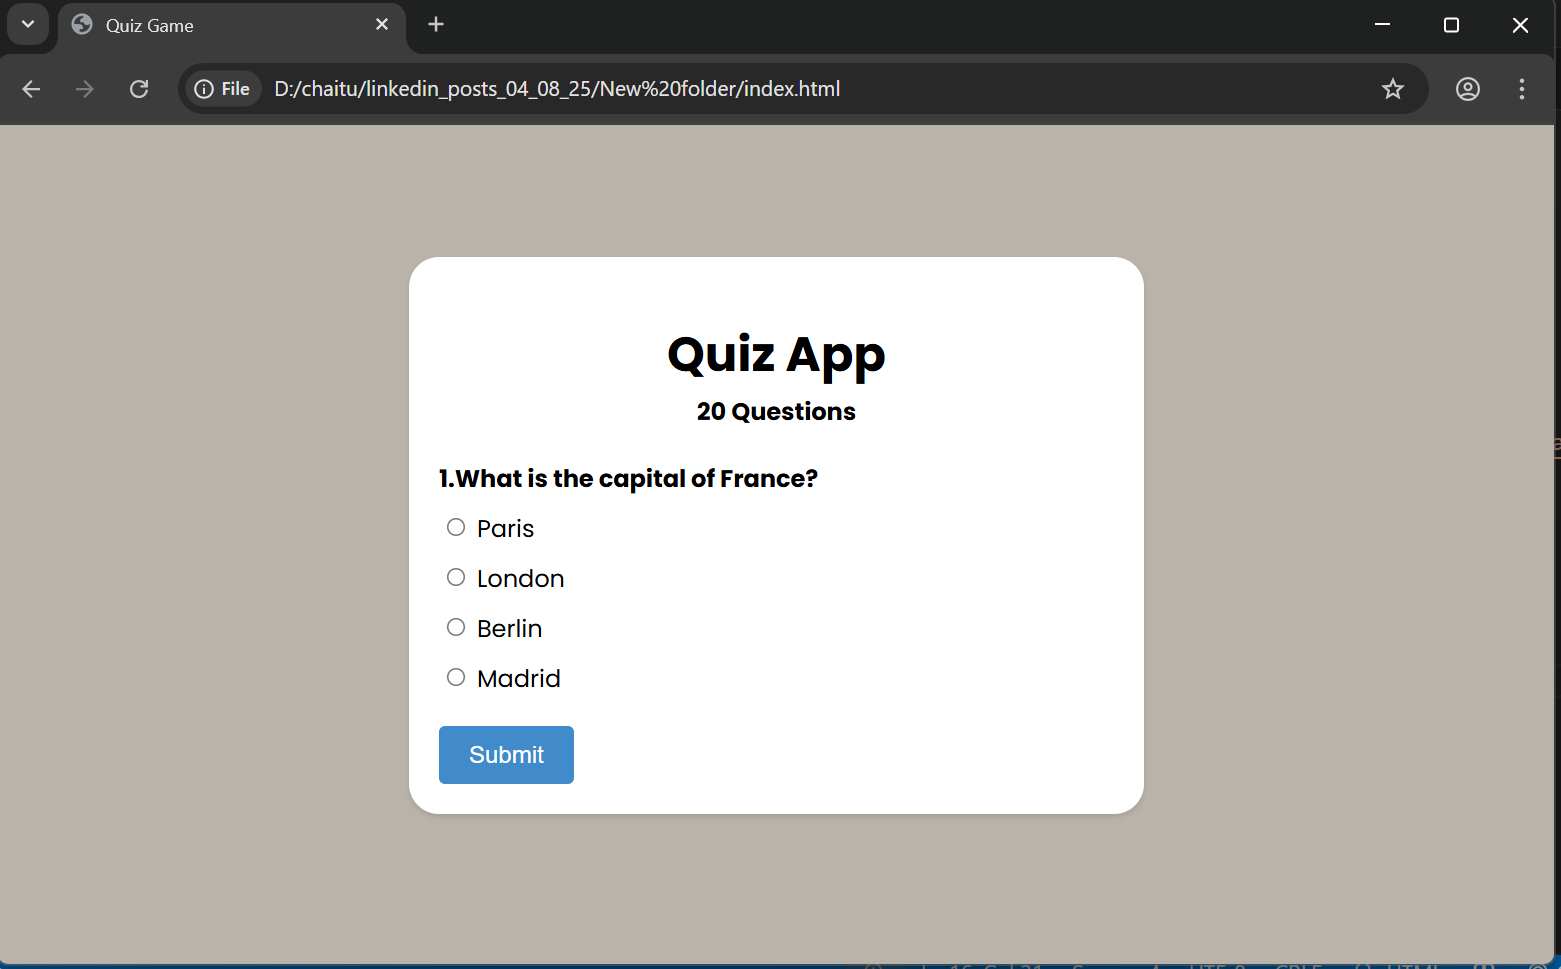 Quiz Game
File D:/chaitu/linkedin_posts_04_08_25/New%20folder/index.html
Quiz App
20 Questions
1.What is the capital of France?
Paris
London
Berlin
Madrid
Submit